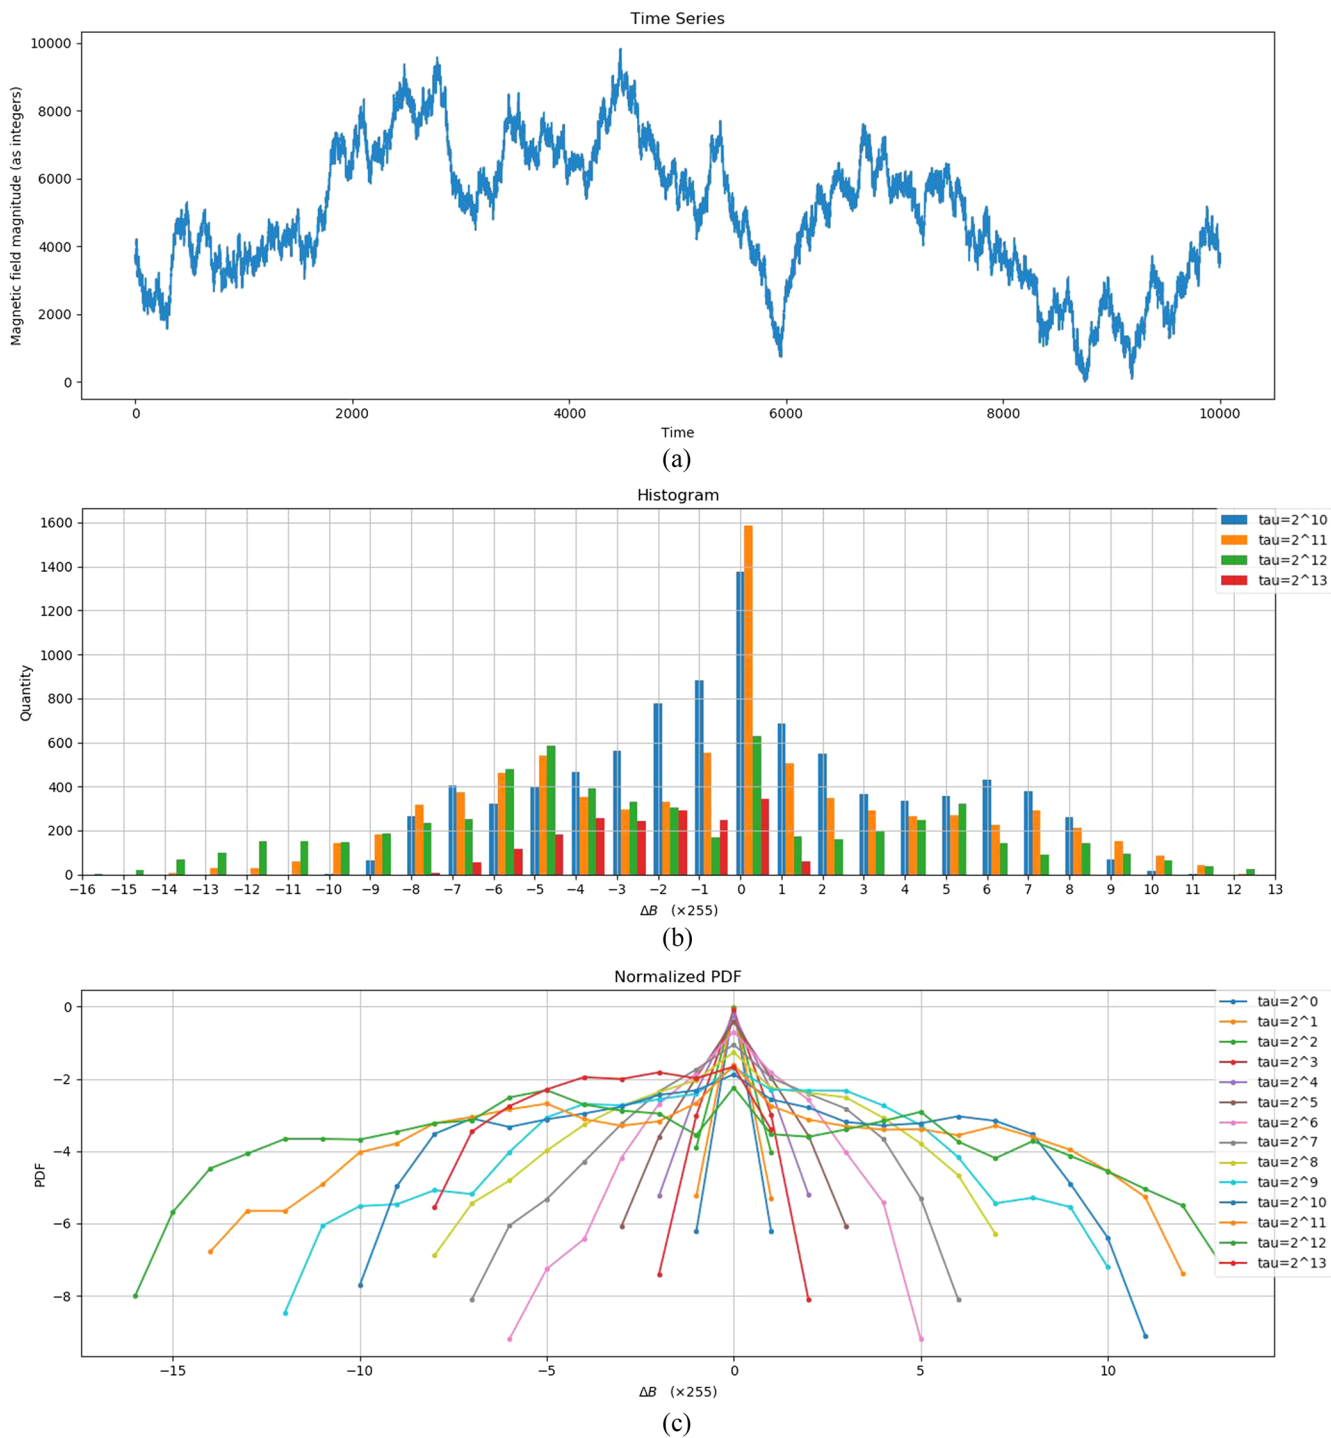 Time Series
Magnetic field magnitude (as integers)
10000
8000
6000
4000
2000
0
0 2000 4000 6000 8000 10000
Time
(a)
Histogram
Quantity
1600
1400
1200
1000
800
600
400
200
0
tau=2^10
tau=2^11
tau=2^12
tau=2^13
−16 −15 −14 −13 −12 −11 −10 −9 −8 −7 −6 −5 −4 −3 −2 −1 0 1 2 3 4 5 6 7 8 9 10 11 12 13
ΔB (×255)
(b)
Normalized PDF
PDF
0
−2
−4
−6
−8
tau=2^0
tau=2^1
tau=2^2
tau=2^3
tau=2^4
tau=2^5
tau=2^6
tau=2^7
tau=2^8
tau=2^9
tau=2^10
tau=2^11
tau=2^12
tau=2^13
−15 −10 −5 0 5 10
ΔB (×255)
(c)